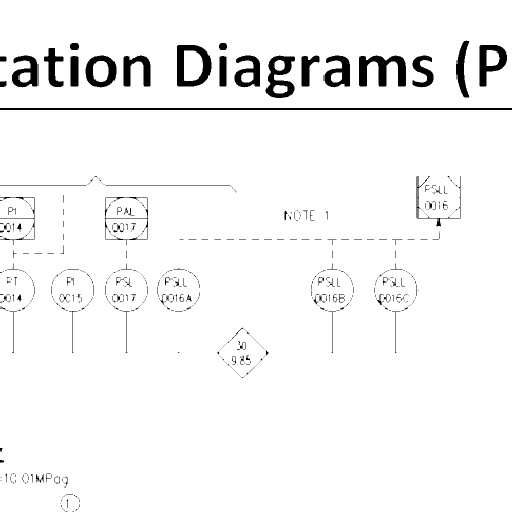 tation Diagrams (P
PSLL
0016
NOTE 1
PI
0014
PAL
0017
PT
0014
PI
0015
PSL
0017
PSLL
0016A
PSLL
0016B
PSLL
0016C
30
9.85
=10.01MPag
1